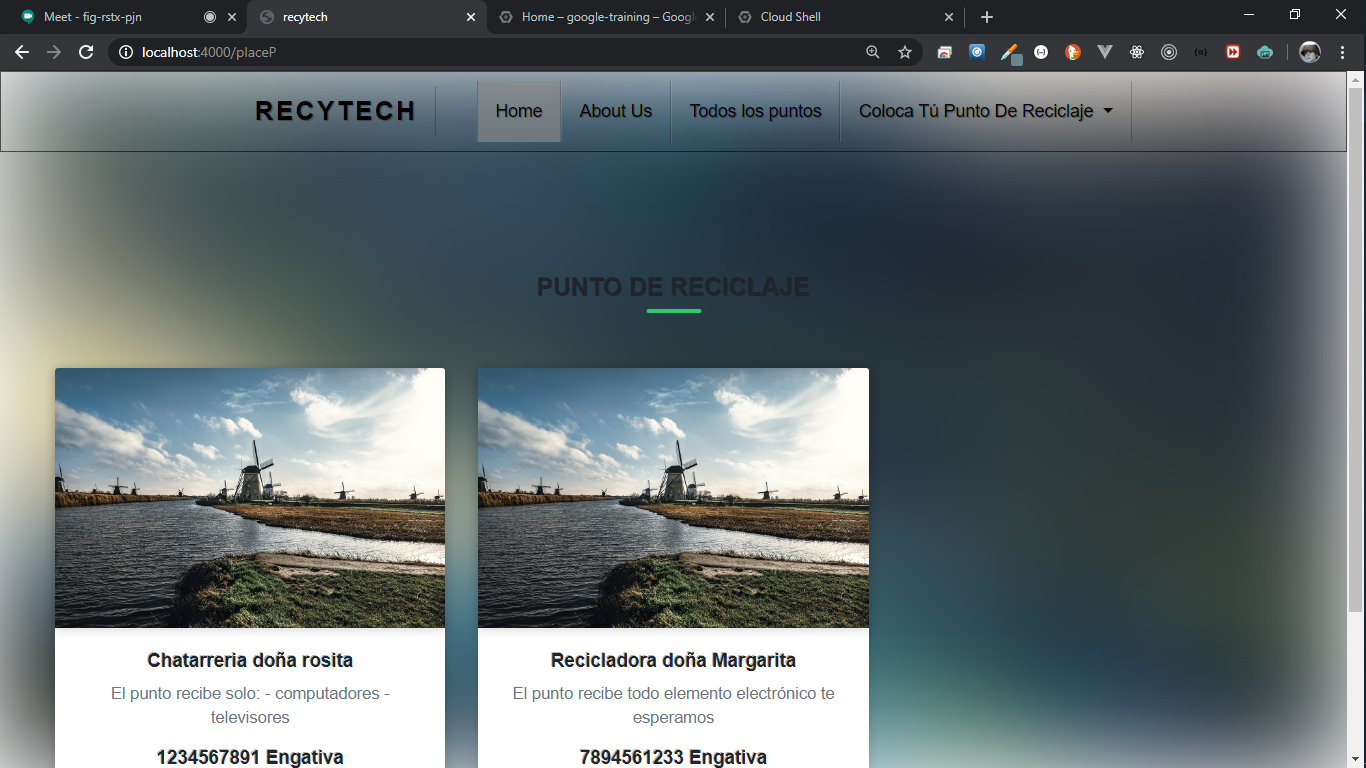 Meet - fig-rstx-pjn
recytech
Home – google-training – Googl
Cloud Shell
localhost:4000/placeP
RECYTECH
Home
About Us
Todos los puntos
Coloca Tú Punto De Reciclaje
PUNTO DE RECICLAJE
Chatarreria doña rosita
El punto recibe solo: - computadores -
televisores
1234567891 Engativa
Recicladora doña Margarita
El punto recibe todo elemento electrónico te
esperamos
7894561233 Engativa